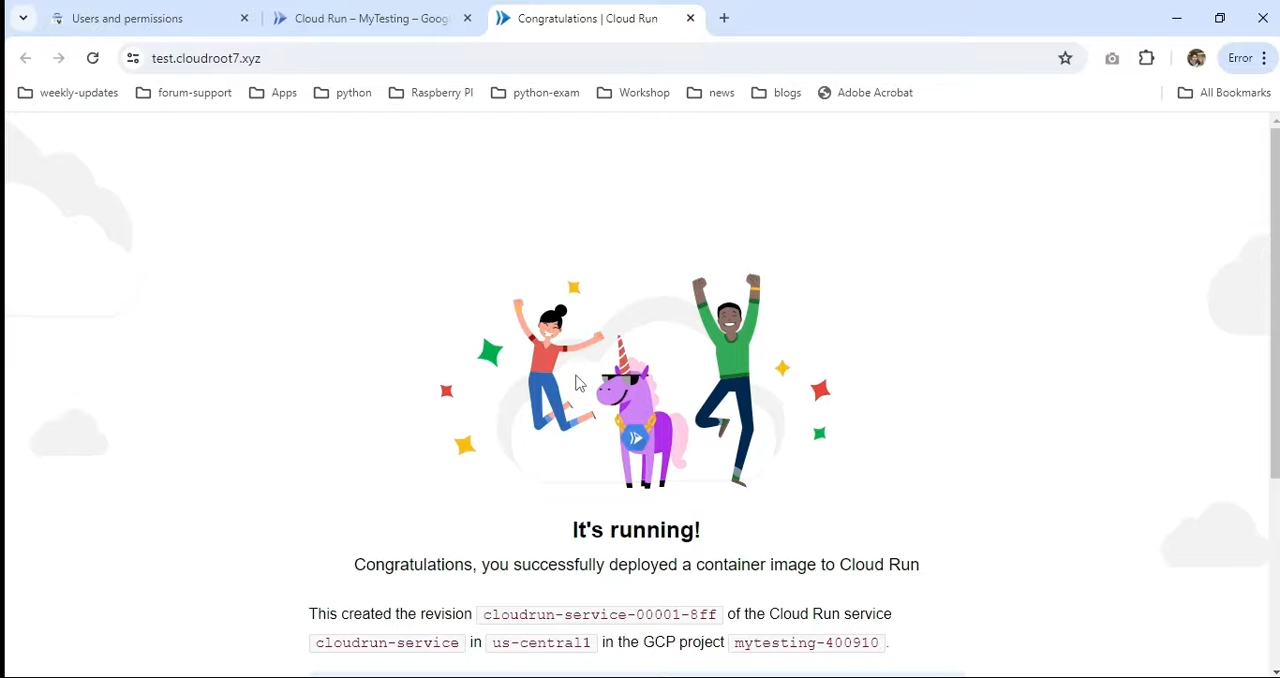 Users and permissions
Cloud Run – MyTesting – Goog
Congratulations | Cloud Run
test.cloudroot7.xyz
Error
weekly-updates
forum-support
Apps
python
Raspberry PI
python-exam
Workshop
news
blogs
Adobe Acrobat
All Bookmarks
It's running!
Congratulations, you successfully deployed a container image to Cloud Run
This created the revision cloudrun-service-00001-8ff of the Cloud Run service
cloudrun-service in us-central1 in the GCP project mytesting-400910.